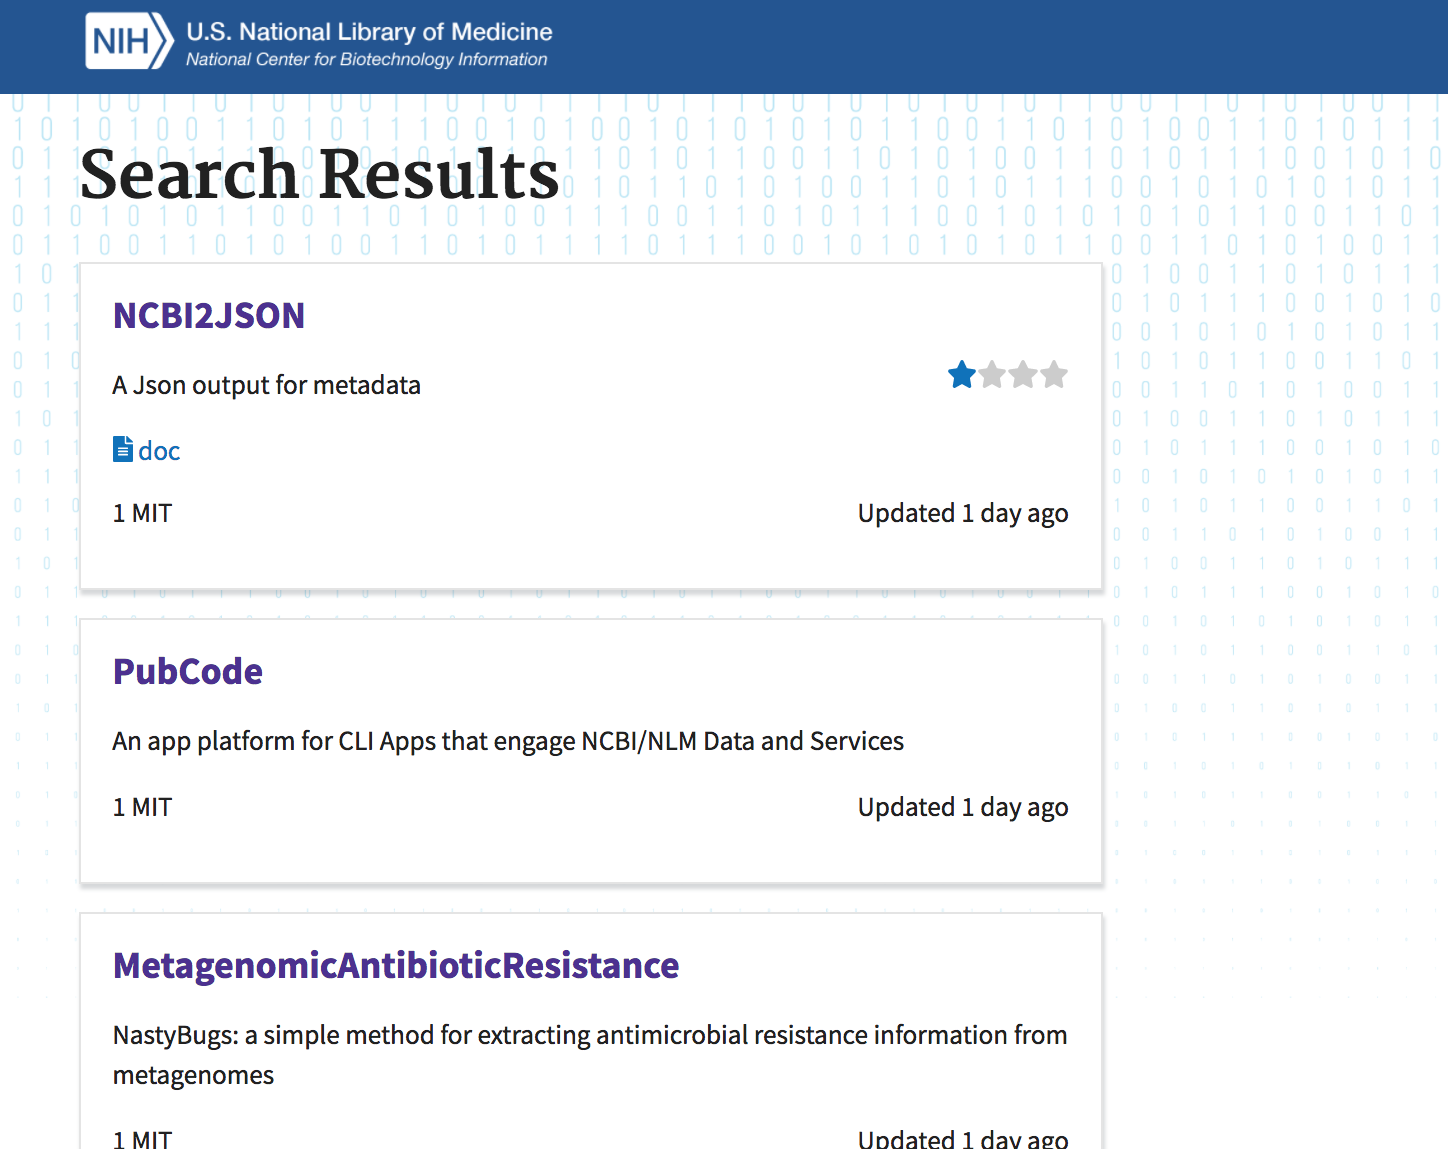 NIH U.S. National Library of Medicine
National Center for Biotechnology Information
Search Results
NCBI2JSON
A Json output for metadata
doc
1 MIT Updated 1 day ago
PubCode
An app platform for CLI Apps that engage NCBI/NLM Data and Services
1 MIT Updated 1 day ago
MetagenomicAntibioticResistance
NastyBugs: a simple method for extracting antimicrobial resistance information from
metagenomes
1 MIT Updated 1 day ago